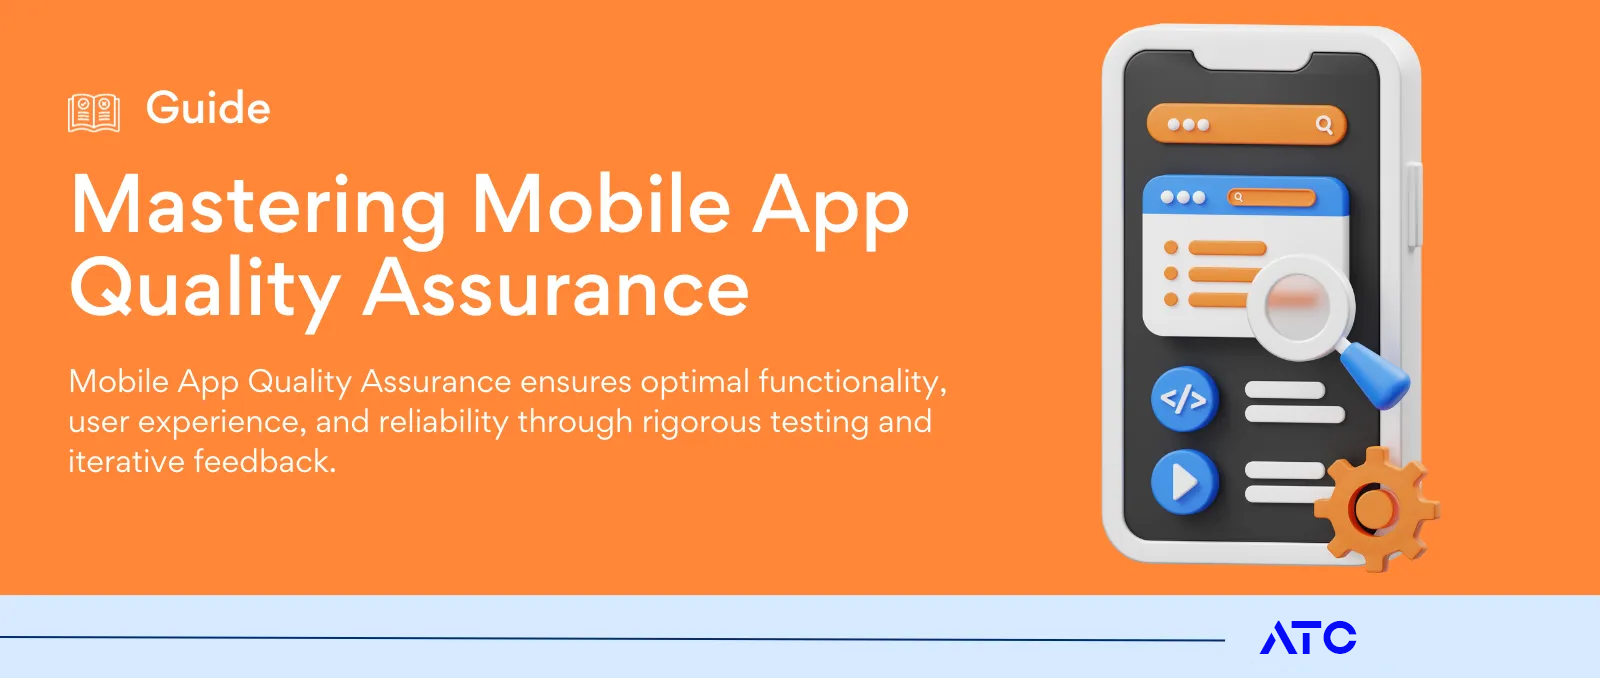 Guide
Mastering Mobile App
Quality Assurance
Mobile App Quality Assurance ensures optimal functionality,
user experience, and reliability through rigorous testing and
iterative feedback.
</>
ATC